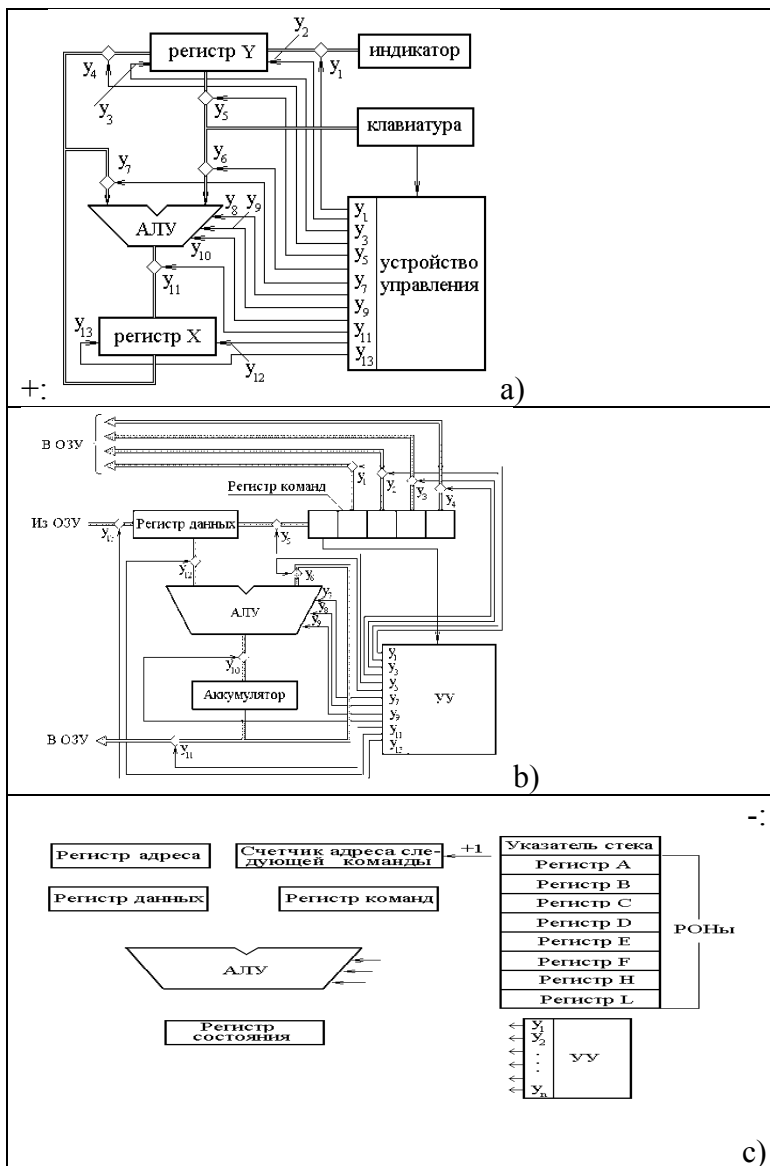 y₂
регистр Y
индикатор
y₁
y₄
y₃
y₅
клавиатура
y₆
y₇
y₈ y₉
АЛУ
y₁₀
y₁
y₃
y₅
устройство
управления
y₇
y₉
y₁₁
y₁₃
y₁₁
y₁₃
регистр X
y₁₂
+:
a)
В ОЗУ
y₁
y₂
y₃
y₄
Регистр команд
Из ОЗУ
Регистр данных
y₅
y₁₂
y₆
y₇
АЛУ
y₈
y₉
y₁₀
y₁
y₃
y₅
УУ
y₇
y₉
y₁₁
Аккумулятор
В ОЗУ
y₁₁
b)
-:
Регистр адреса
Счетчик адреса сле-
дующей команды
+1
Указатель стека
Регистр A
Регистр B
Регистр C
Регистр D
Регистр E
Регистр F
Регистр H
Регистр L
РОНы
Регистр данных
Регистр команд
АЛУ
Регистр
состояния
У₁
У₂
УУ
Уₙ
c)